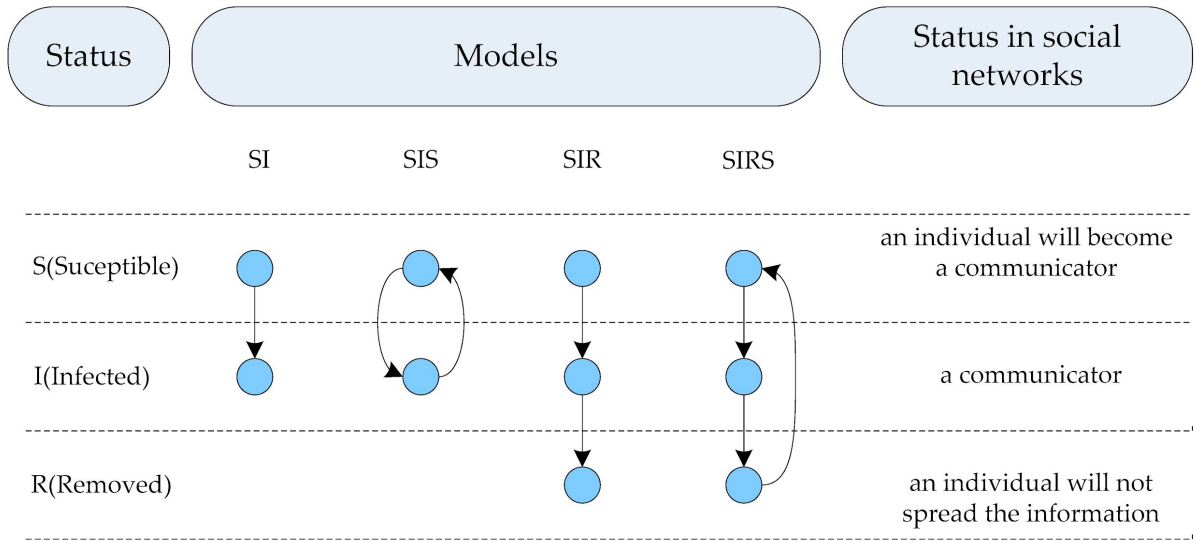 Status
Models
Status in social
networks
SI
SIS
SIR
SIRS
S(Suceptible)
an individual will become
a communicator
I(Infected)
a communicator
R(Removed)
an individual will not
spread the information